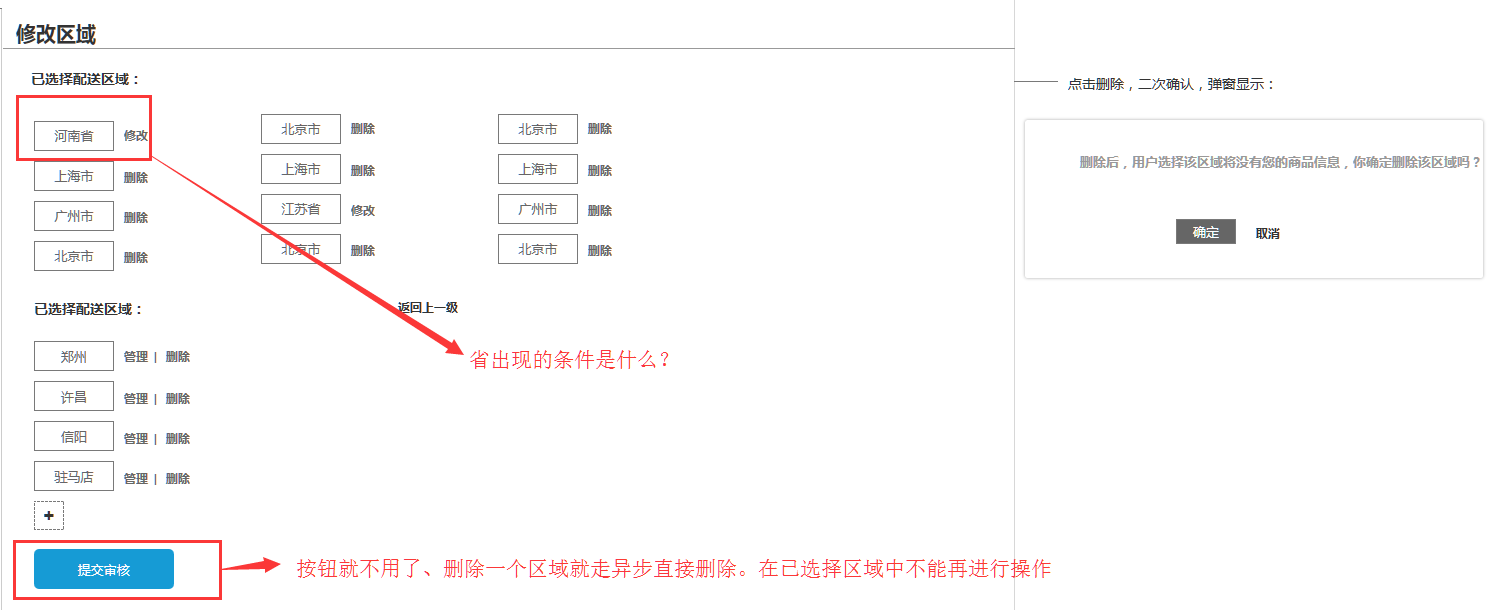 修改区域
已选择配送区域：
河南省 修改 北京市 删除 北京市 删除
上海市 删除 上海市 删除 上海市 删除
广州市 删除 江苏省 修改 广州市 删除
北京市 删除 北京市 删除 北京市 删除
已选择配送区域： 返回上一级
郑州 管理 | 删除
许昌 管理 | 删除
信阳 管理 | 删除
驻马店 管理 | 删除
+
提交审核
省出现的条件是什么？
按钮就不用了、删除一个区域就走异步直接删除。在已选择区域中不能再进行操作
点击删除，二次确认，弹窗显示：
删除后，用户选择该区域将没有您的商品信息，你确定删除该区域吗？
确定 取消